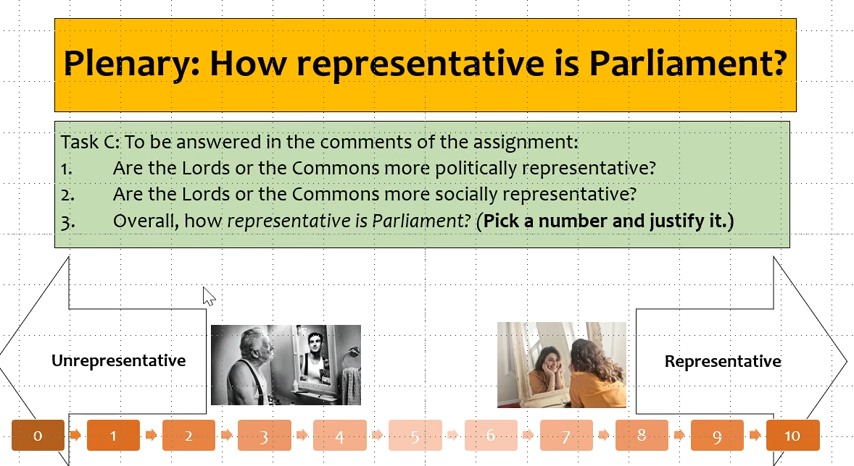 Plenary: How representative is Parliament?
Task C: To be answered in the comments of the assignment:
1. Are the Lords or the Commons more politically representative?
2. Are the Lords or the Commons more socially representative?
3. Overall, how representative is Parliament? (Pick a number and justify it.)
Unrepresentative
Representative
0 1 2 3 4 5 6 7 8 9 10